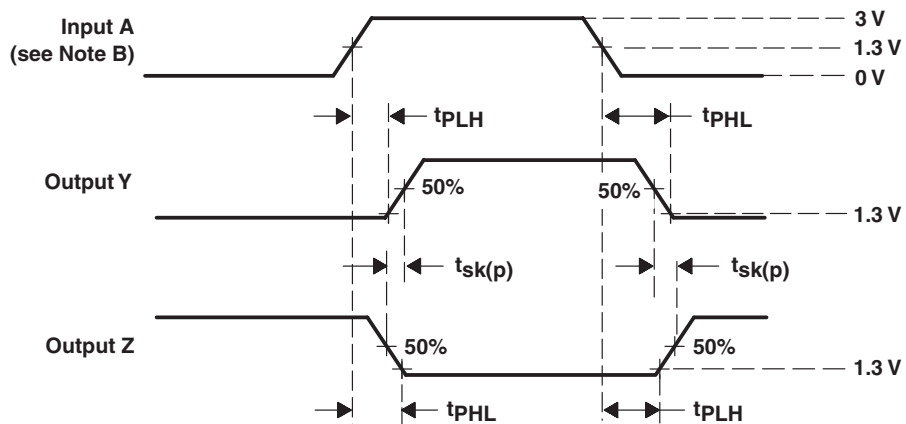 Input A
(see Note B)
3 V
1.3 V
0 V
tPLH
tPHL
Output Y
50%
50%
1.3 V
tsk(p)
tsk(p)
Output Z
50%
50%
1.3 V
tPHL
tPLH